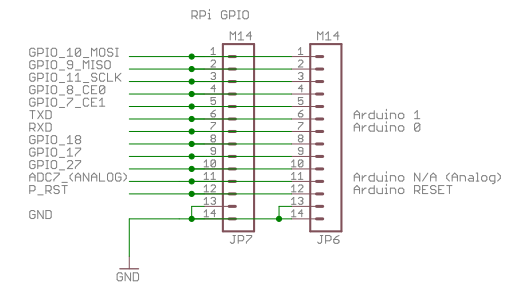 RPi GPIO
M14 M14
GPIO_10_MOSI 1 1
GPIO_9_MISO 2 2
GPIO_11_SCLK 3 3
GPIO_8_CE0 4 4
GPIO_7_CE1 5 5
TXD 6 6 Arduino 1
RXD 7 7 Arduino 0
GPIO_18 8 8
GPIO_17 9 9
GPIO_27 10 10
ADC7_(ANALOG) 11 11 Arduino N/A (Analog)
P_RST 12 12 Arduino RESET
13 13
GND 14 14
JP7 JP6
GND